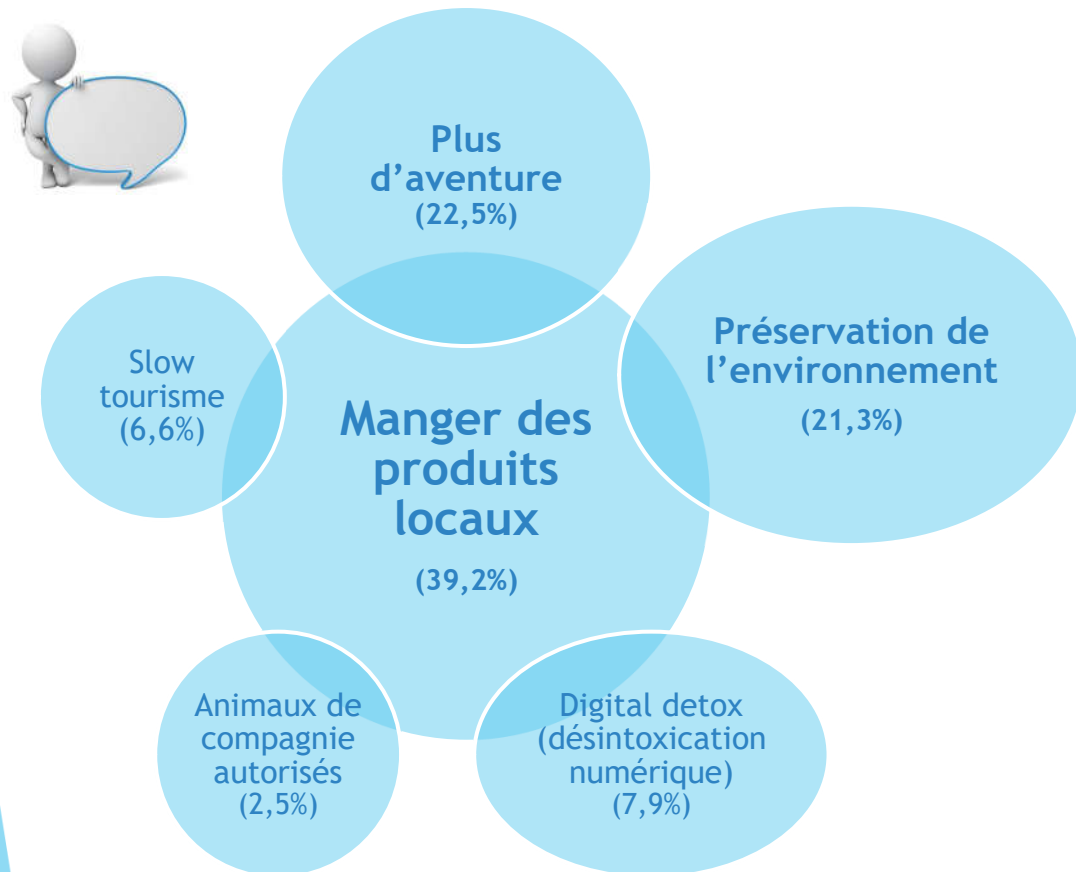 Plus
d’aventure
(22,5%)
Préservation de
l’environnement
(21,3%)
Slow
tourisme
(6,6%)
Manger des
produits
locaux
(39,2%)
Animaux de
compagnie
autorisés
(2,5%)
Digital detox
(désintoxication
numérique)
(7,9%)